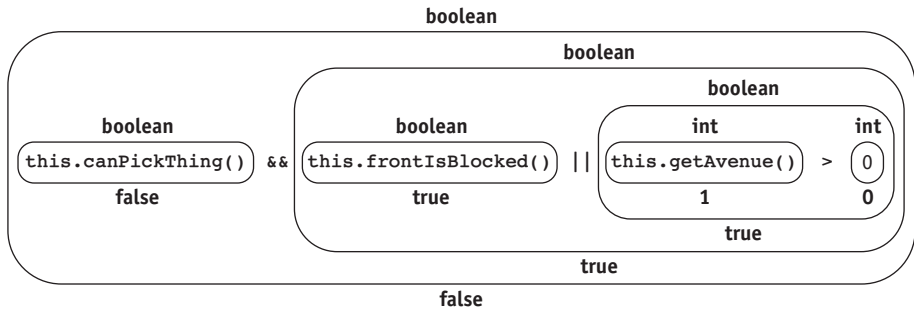 boolean
boolean
boolean
boolean boolean int int
this.canPickThing() && this.frontIsBlocked() || this.getAvenue() > 0
false true 1 0
true
true
false